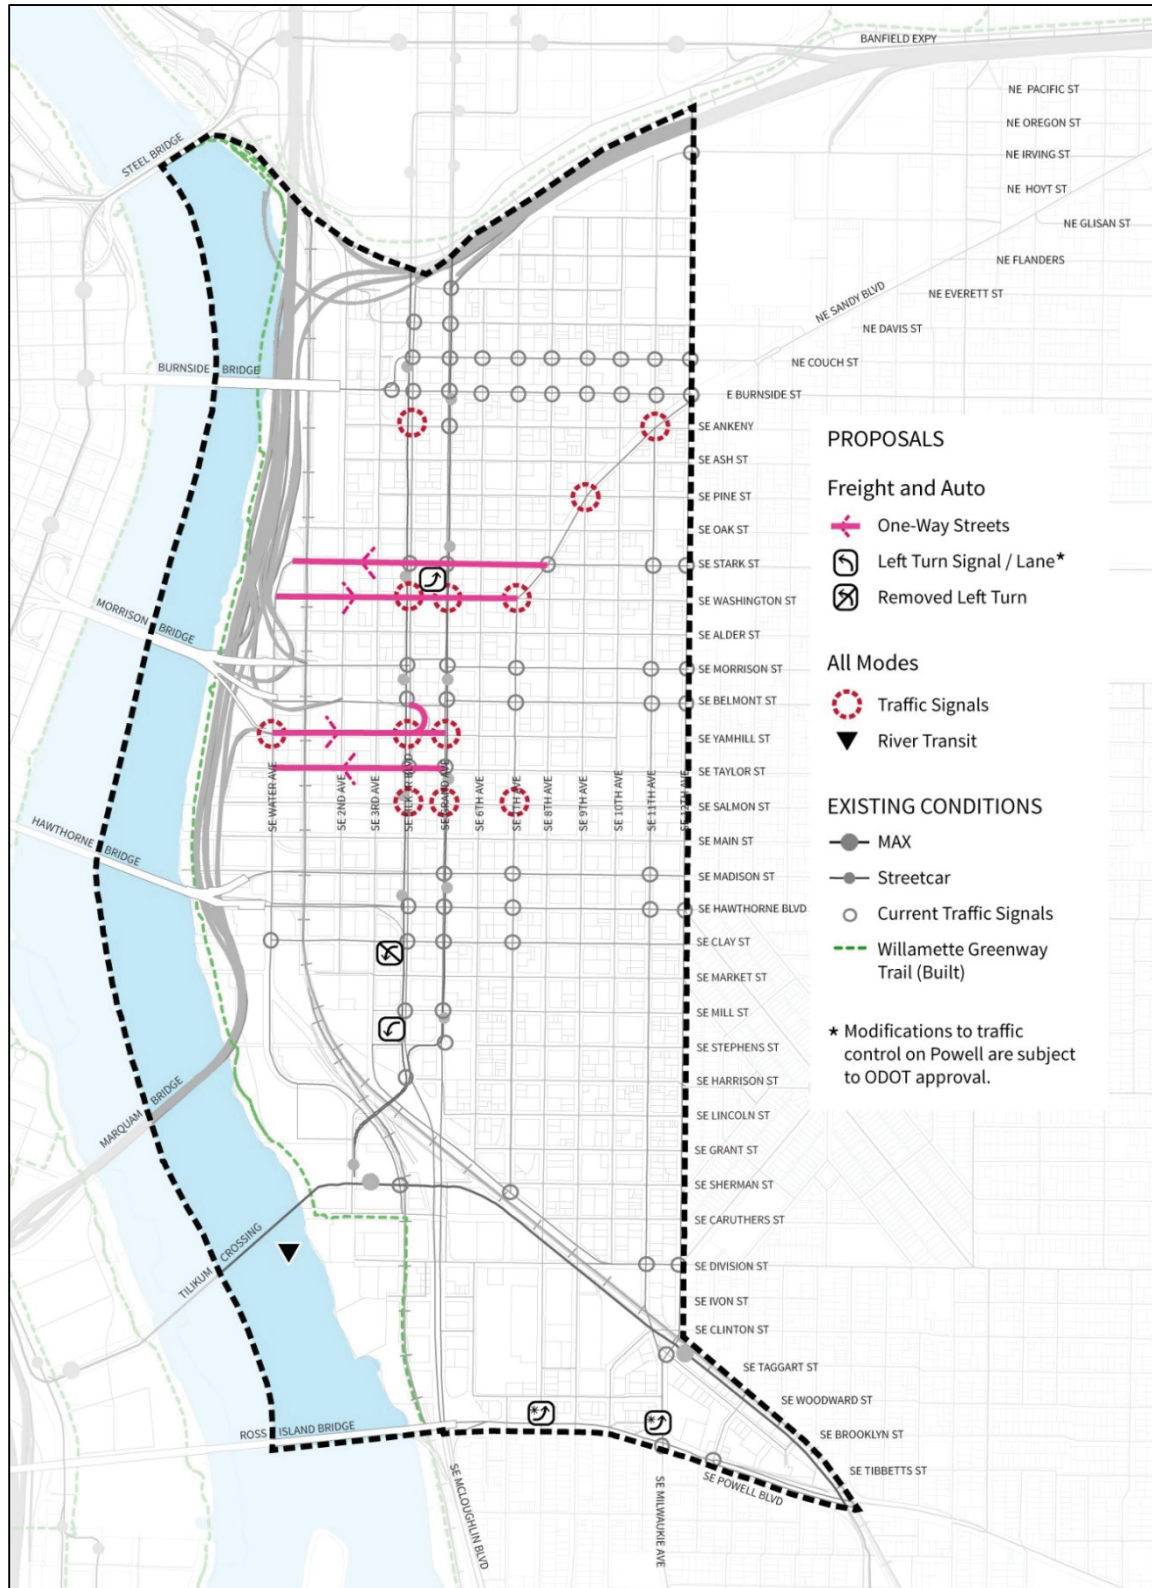 BANFIELD EXPY
NE PACIFIC ST
NE OREGON ST
STEEL BRIDGE
NE IRVING ST
NE HOYT ST
NE GLISAN ST
NE FLANDERS
NE EVERETT ST
NE SANDY BLVD
NE DAVIS ST
NE COUCH ST
BURNSIDE BRIDGE
E BURNSIDE ST
SE ANKENY
SE ASH ST
SE PINE ST
SE OAK ST
SE STARK ST
SE WASHINGTON ST
MORRISON BRIDGE
SE ALDER ST
SE MORRISON ST
SE BELMONT ST
SE YAMHILL ST
SE TAYLOR ST
SE WATER AVE
SE 2ND AVE
SE 3RD AVE
SE GRAND AVE
SE 6TH AVE
SE 7TH AVE
SE 8TH AVE
SE 9TH AVE
SE 10TH AVE
SE 11TH AVE
SE 12TH AVE
SE SALMON ST
HAWTHORNE BRIDGE
SE MAIN ST
SE MADISON ST
SE HAWTHORNE BLVD
SE CLAY ST
SE MARKET ST
SE MILL ST
SE STEPHENS ST
SE HARRISON ST
MARQUAM BRIDGE
SE LINCOLN ST
SE GRANT ST
SE SHERMAN ST
SE CARUTHERS ST
TILIKUM CROSSING
SE DIVISION ST
SE IVON ST
SE CLINTON ST
SE TAGGART ST
SE WOODWARD ST
ROSS ISLAND BRIDGE
SE BROOKLYN ST
SE TIBBETTS ST
SE POWELL BLVD
SE MCLOUGHLIN BLVD
SE MILWAUKIE AVE
PROPOSALS
Freight and Auto
One-Way Streets
Left Turn Signal / Lane*
Removed Left Turn
All Modes
Traffic Signals
River Transit
EXISTING CONDITIONS
MAX
Streetcar
Current Traffic Signals
Willamette Greenway
Trail (Built)
* Modifications to traffic
control on Powell are subject
to ODOT approval.